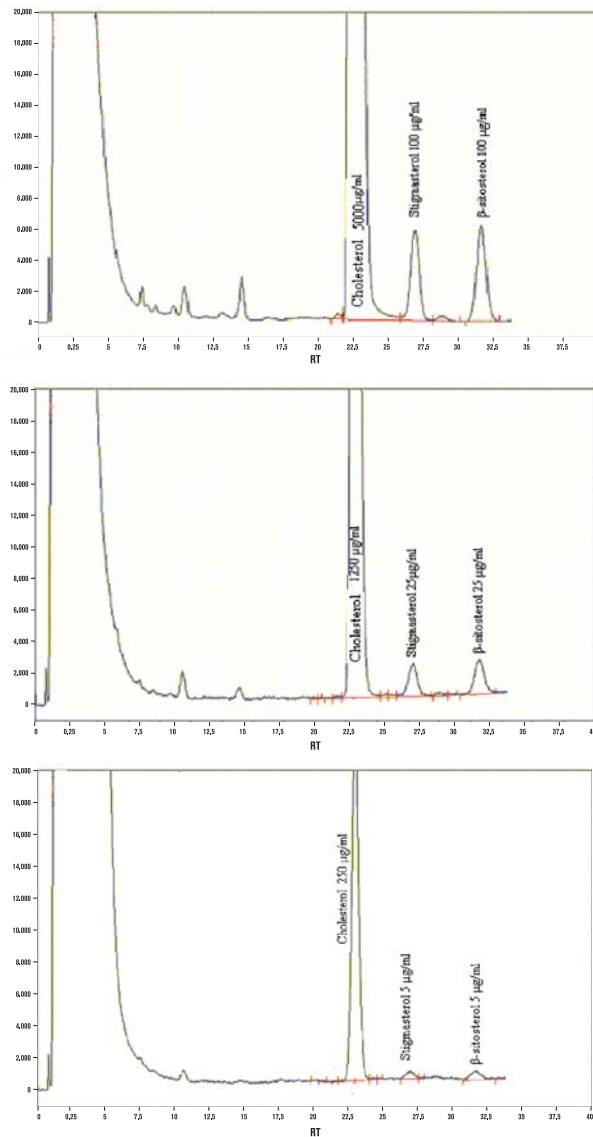 20,000
18,000
16,000
14,000
12,000
10,000
8,000
6,000
4,000
2,000
0
Cholesterol 5000µg/ml
Stigmasterol 100 µg/ml
β-sitosterol 100 µg/ml
0 0,25 5 7,5 10 12,5 15 17,5 20 22,5 25 27,5 30 32,5 35 37,5
RT
20,000
18,000
16,000
14,000
12,000
10,000
8,000
6,000
4,000
2,000
0
Cholesterol 1250 µg/ml
Stigmasterol 25µg/ml
β-sitosterol 25 µg/ml
0 0,25 5 7,5 10 12,5 15 17,5 20 22,5 25 27,5 30 32,5 35 37,5 40
RT
20,000
18,000
16,000
14,000
12,000
10,000
8,000
6,000
4,000
2,000
0
Cholesterol 250 µg/ml
Stigmasterol 5 µg/ml
β-sitosterol 5 µg/ml
0 0,25 5 7,5 10 12,5 15 17,5 20 22,5 25 27,5 30 32,5 35 37,5 40
RT